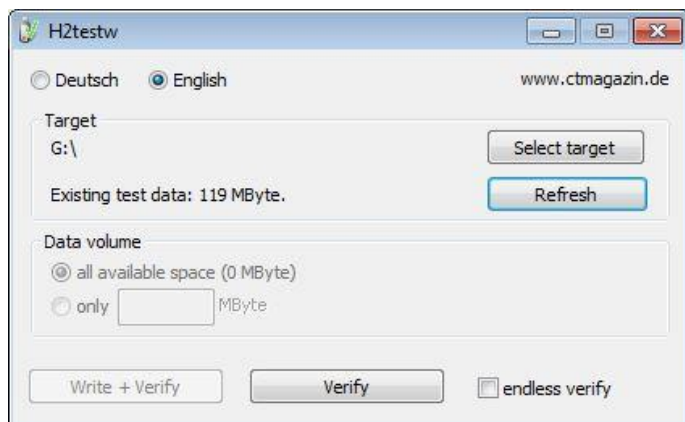 H2testw
Deutsch English www.ctmagazin.de
Target
G:\ Select target
Existing test data: 119 MByte. Refresh
Data volume
all available space (0 MByte)
only MByte
Write + Verify Verify endless verify